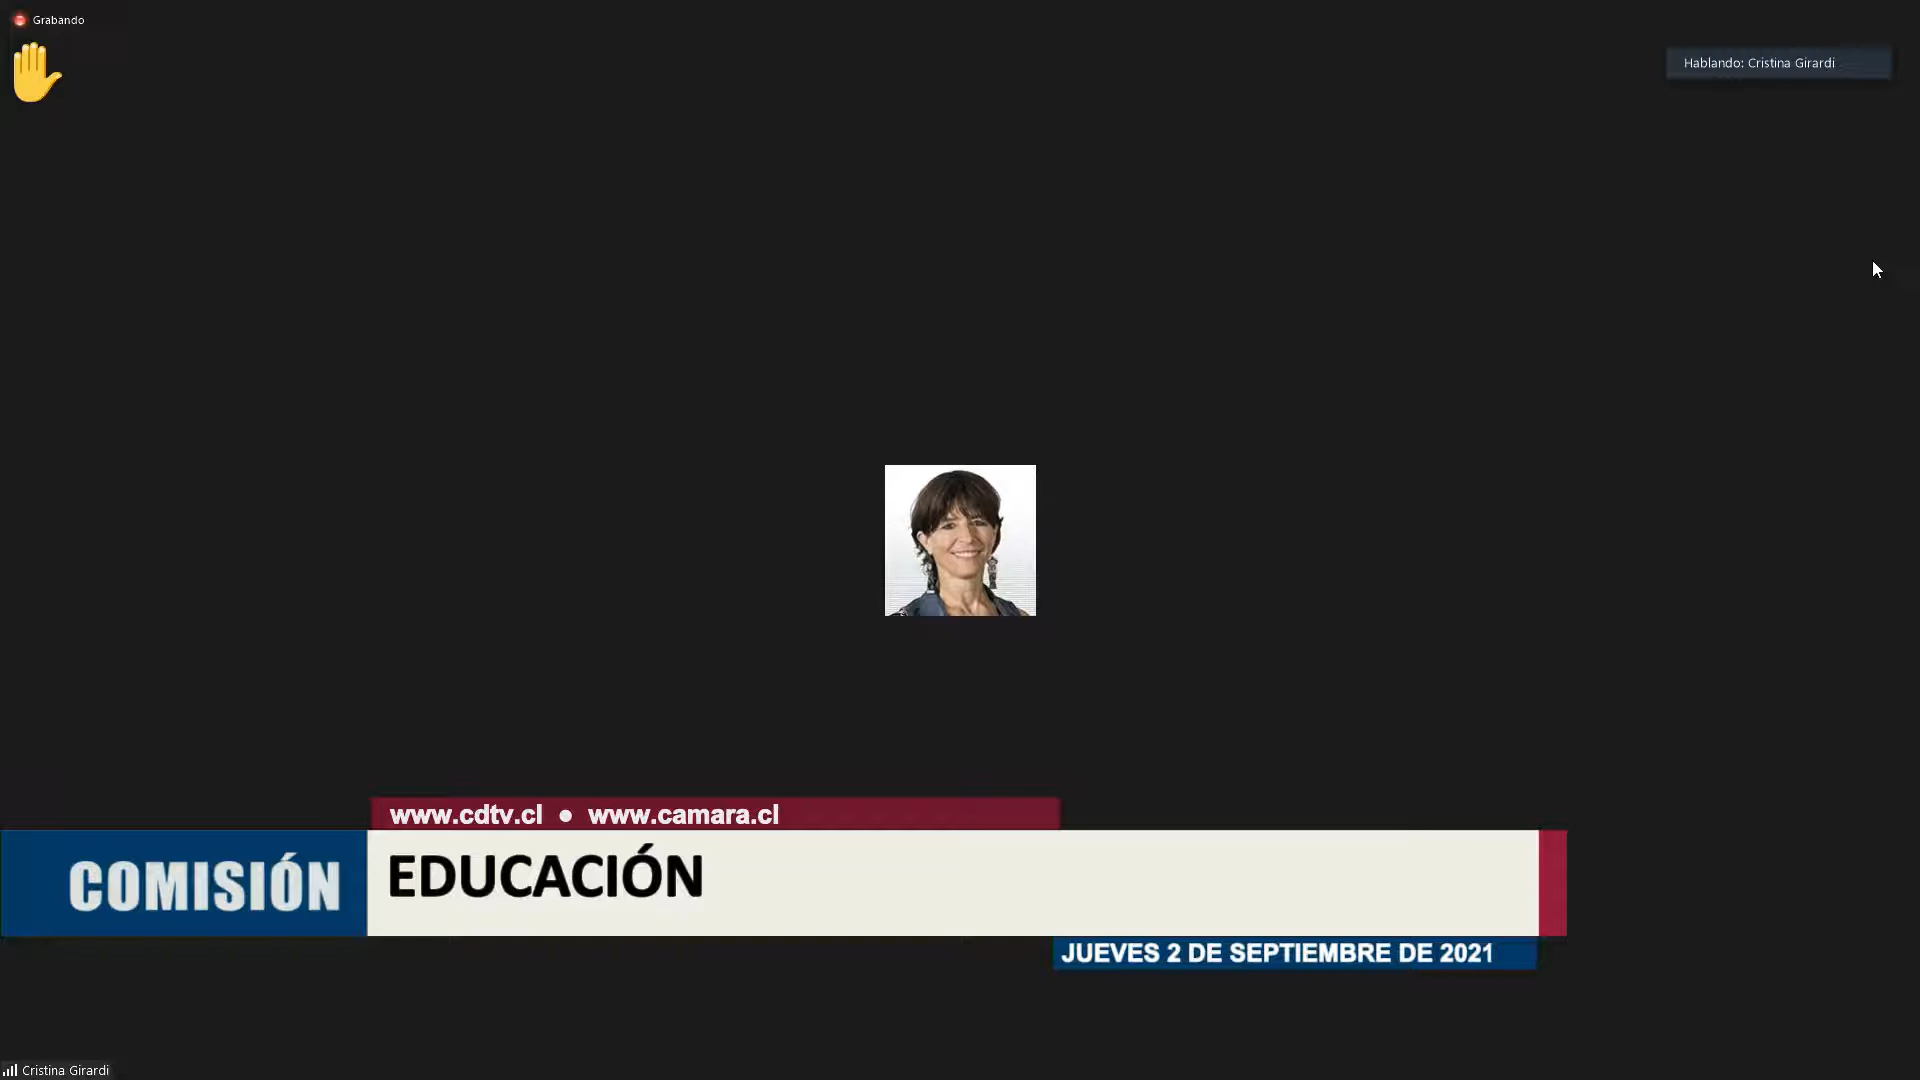 Grabando
Hablando: Cristina Girardi
www.cdtv.cl ● www.camara.cl
COMISIÓN
EDUCACIÓN
JUEVES 2 DE SEPTIEMBRE DE 2021
Cristina Girardi